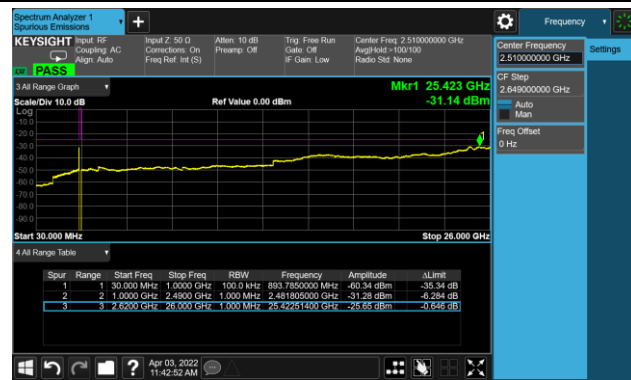 Spectrum Analyzer 1
Spurious Emissions
Frequency
KEYSIGHT
Input: RF
Coupling: AC
Align: Auto
Input Z: 50 Ω
Corrections: On
Freq Ref: Int (S)
Atten: 10 dB
Preamp: Off
Trig: Free Run
Gate: Off
IF Gain: Low
Center Freq: 2.510000000 GHz
Avg|Hold:>100/100
Radio Std: None
PASS
Center Frequency
2.510000000 GHz
Settings
CF Step
2.649000000 GHz
Auto
Man
Freq Offset
0 Hz
3 All Range Graph
Mkr1 25.423 GHz
Scale/Div 10.0 dB
Ref Value 0.00 dBm
-31.14 dBm
Log
-10.0
-20.0
-30.0
-40.0
-50.0
-60.0
-70.0
-80.0
-90.0
1
Start 30.000 MHz
Stop 26.000 GHz
4 All Range Table
Spur Range Start Freq Stop Freq RBW Frequency Amplitude ΔLimit
1 1 30.000 MHz 1.0000 GHz 100.0 kHz 893.7850000 MHz -60.34 dBm -35.34 dB
2 2 1.0000 GHz 2.4900 GHz 1.000 MHz 2.481805000 GHz -31.28 dBm -6.284 dB
3 3 2.6200 GHz 26.000 GHz 1.000 MHz 25.42251400 GHz -25.65 dBm -0.646 dB
?
Apr 03, 2022
11:42:52 AM